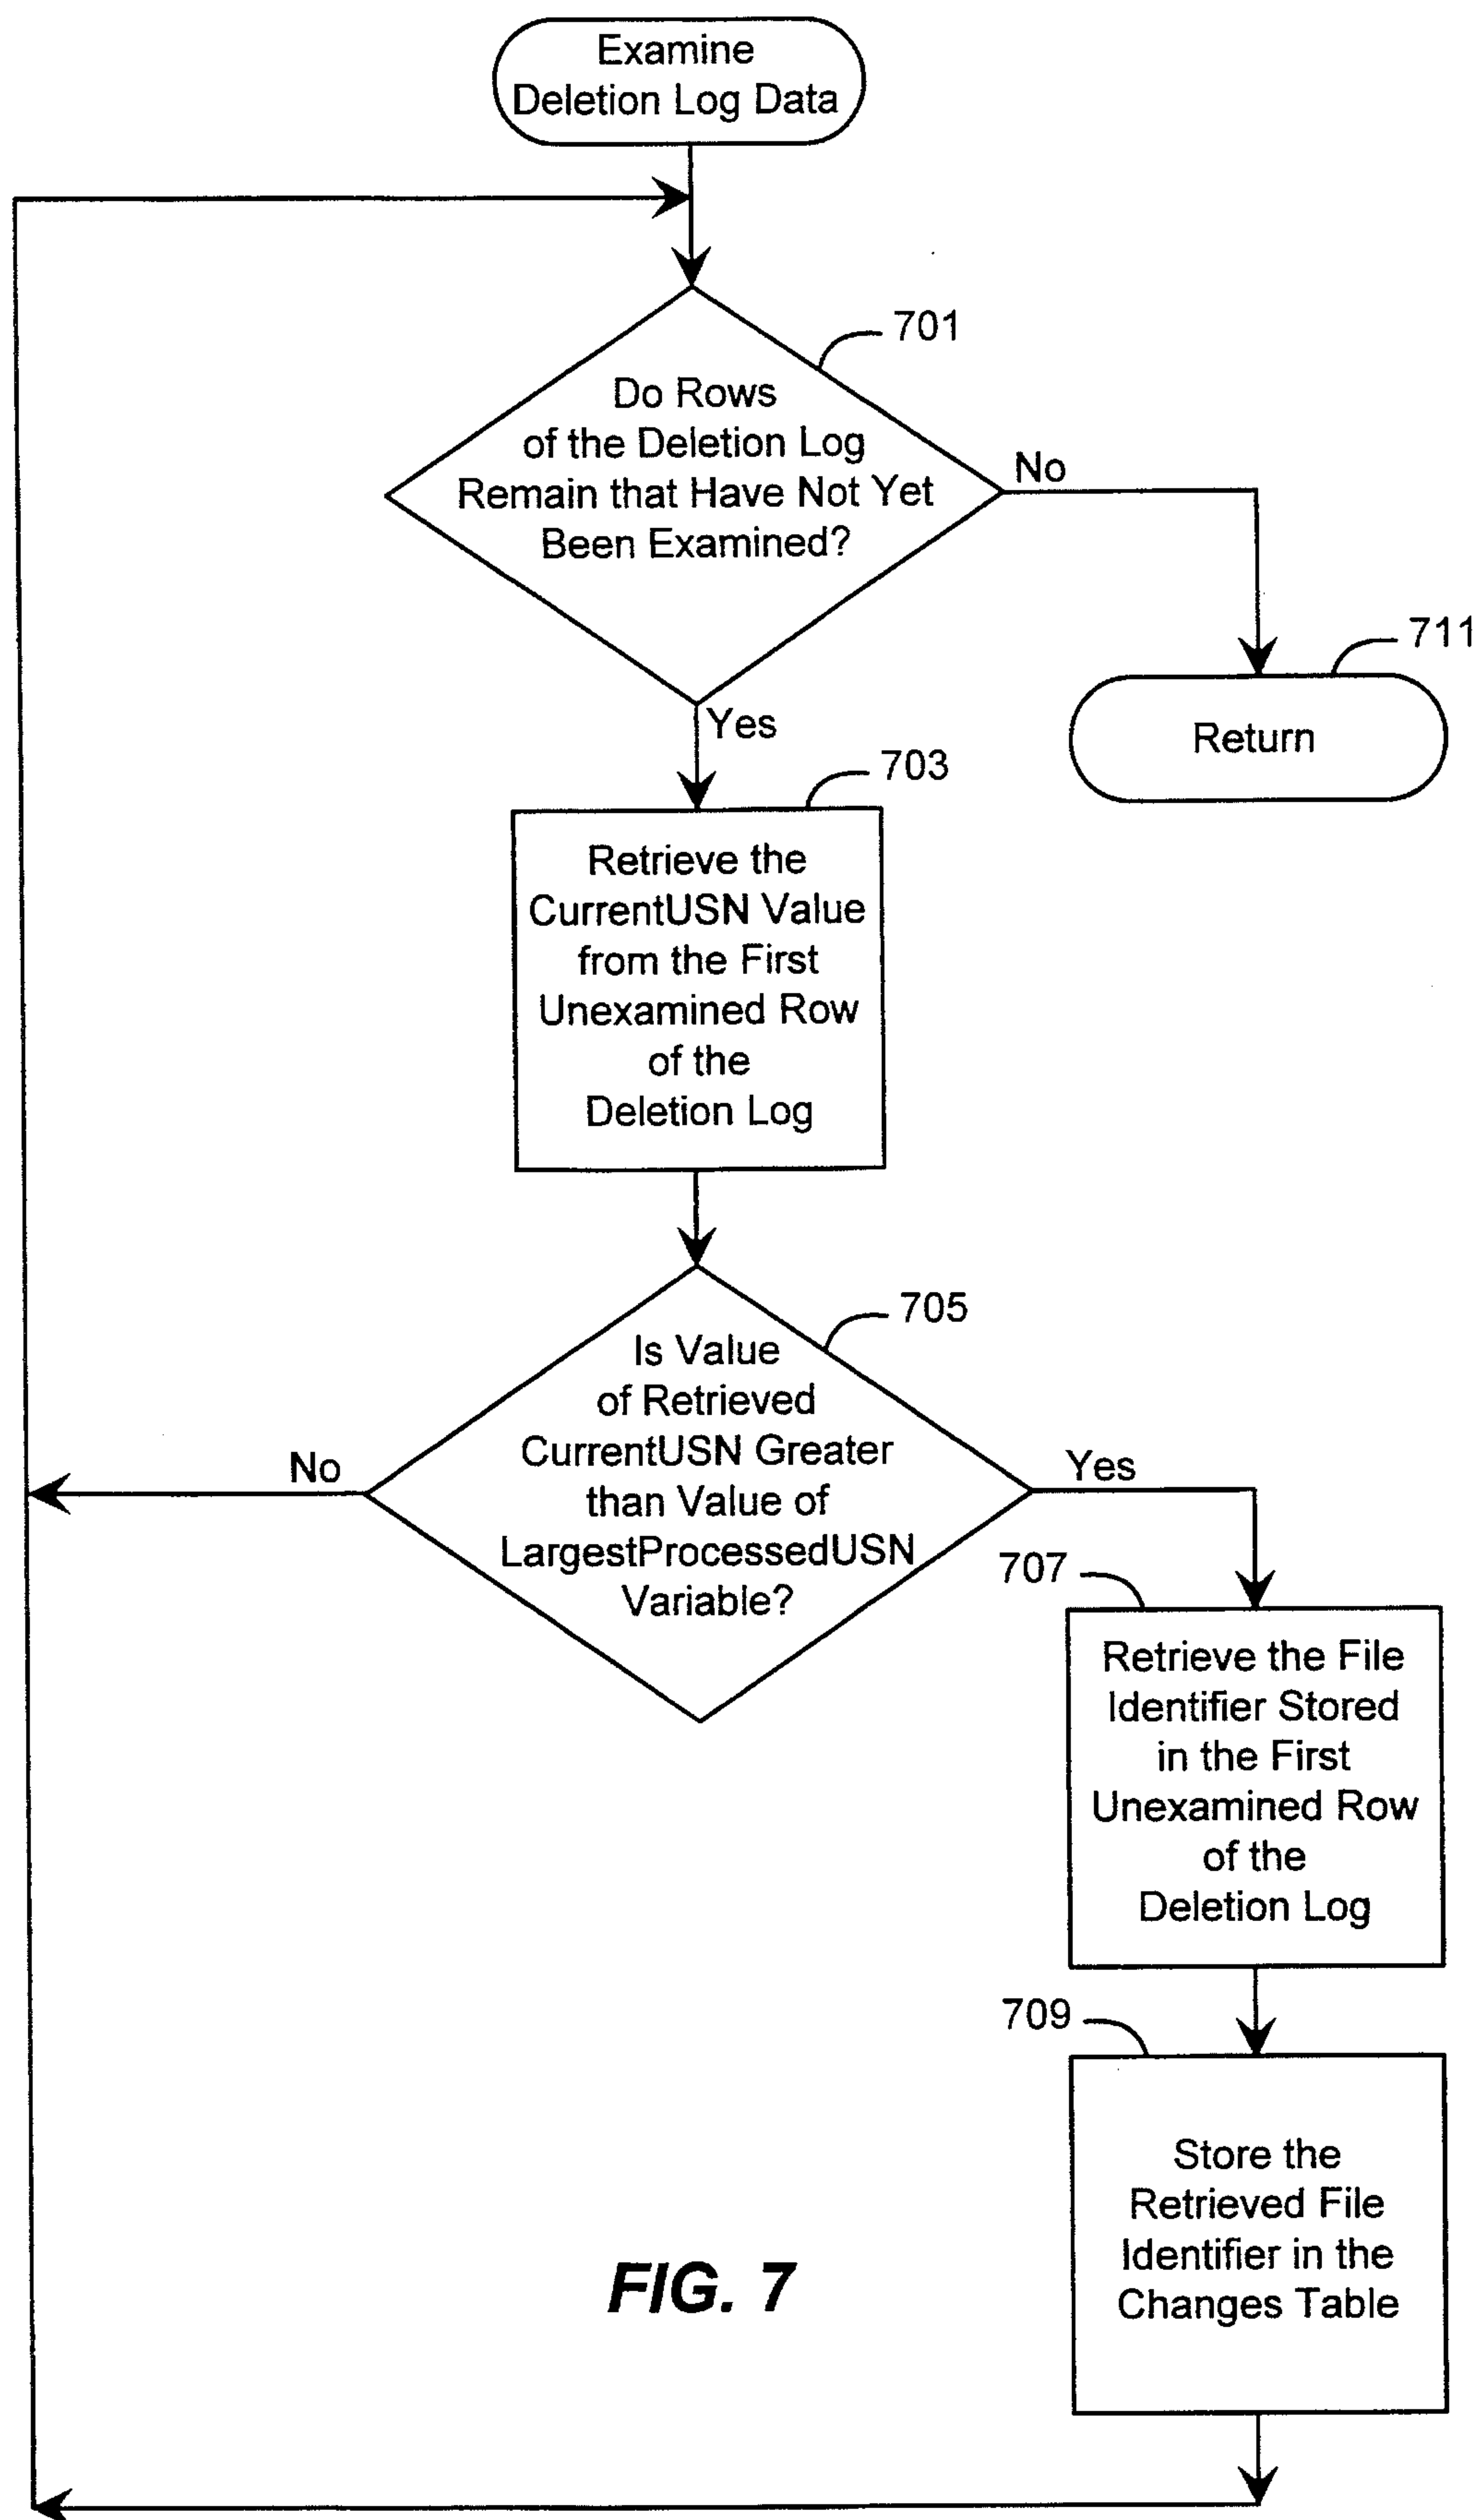 Examine
Deletion Log Data
701
Do Rows
of the Deletion Log
Remain that Have Not Yet
Been Examined?
No
711
Return
Yes
703
Retrieve the
CurrentUSN Value
from the First
Unexamined Row
of the
Deletion Log
705
Is Value
of Retrieved
CurrentUSN Greater
than Value of
LargestProcessedUSN
Variable?
No
Yes
707
Retrieve the File
Identifier Stored
in the First
Unexamined Row
of the
Deletion Log
709
Store the
Retrieved File
Identifier in the
Changes Table
FIG. 7